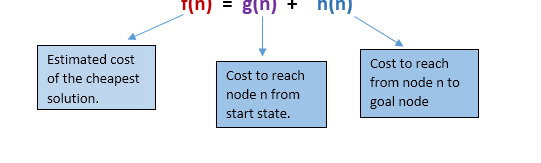 f(n) = g(n) + h(n)
Estimated cost
of the cheapest
solution.
Cost to reach
node n from
start state.
Cost to reach
from node n to
goal node